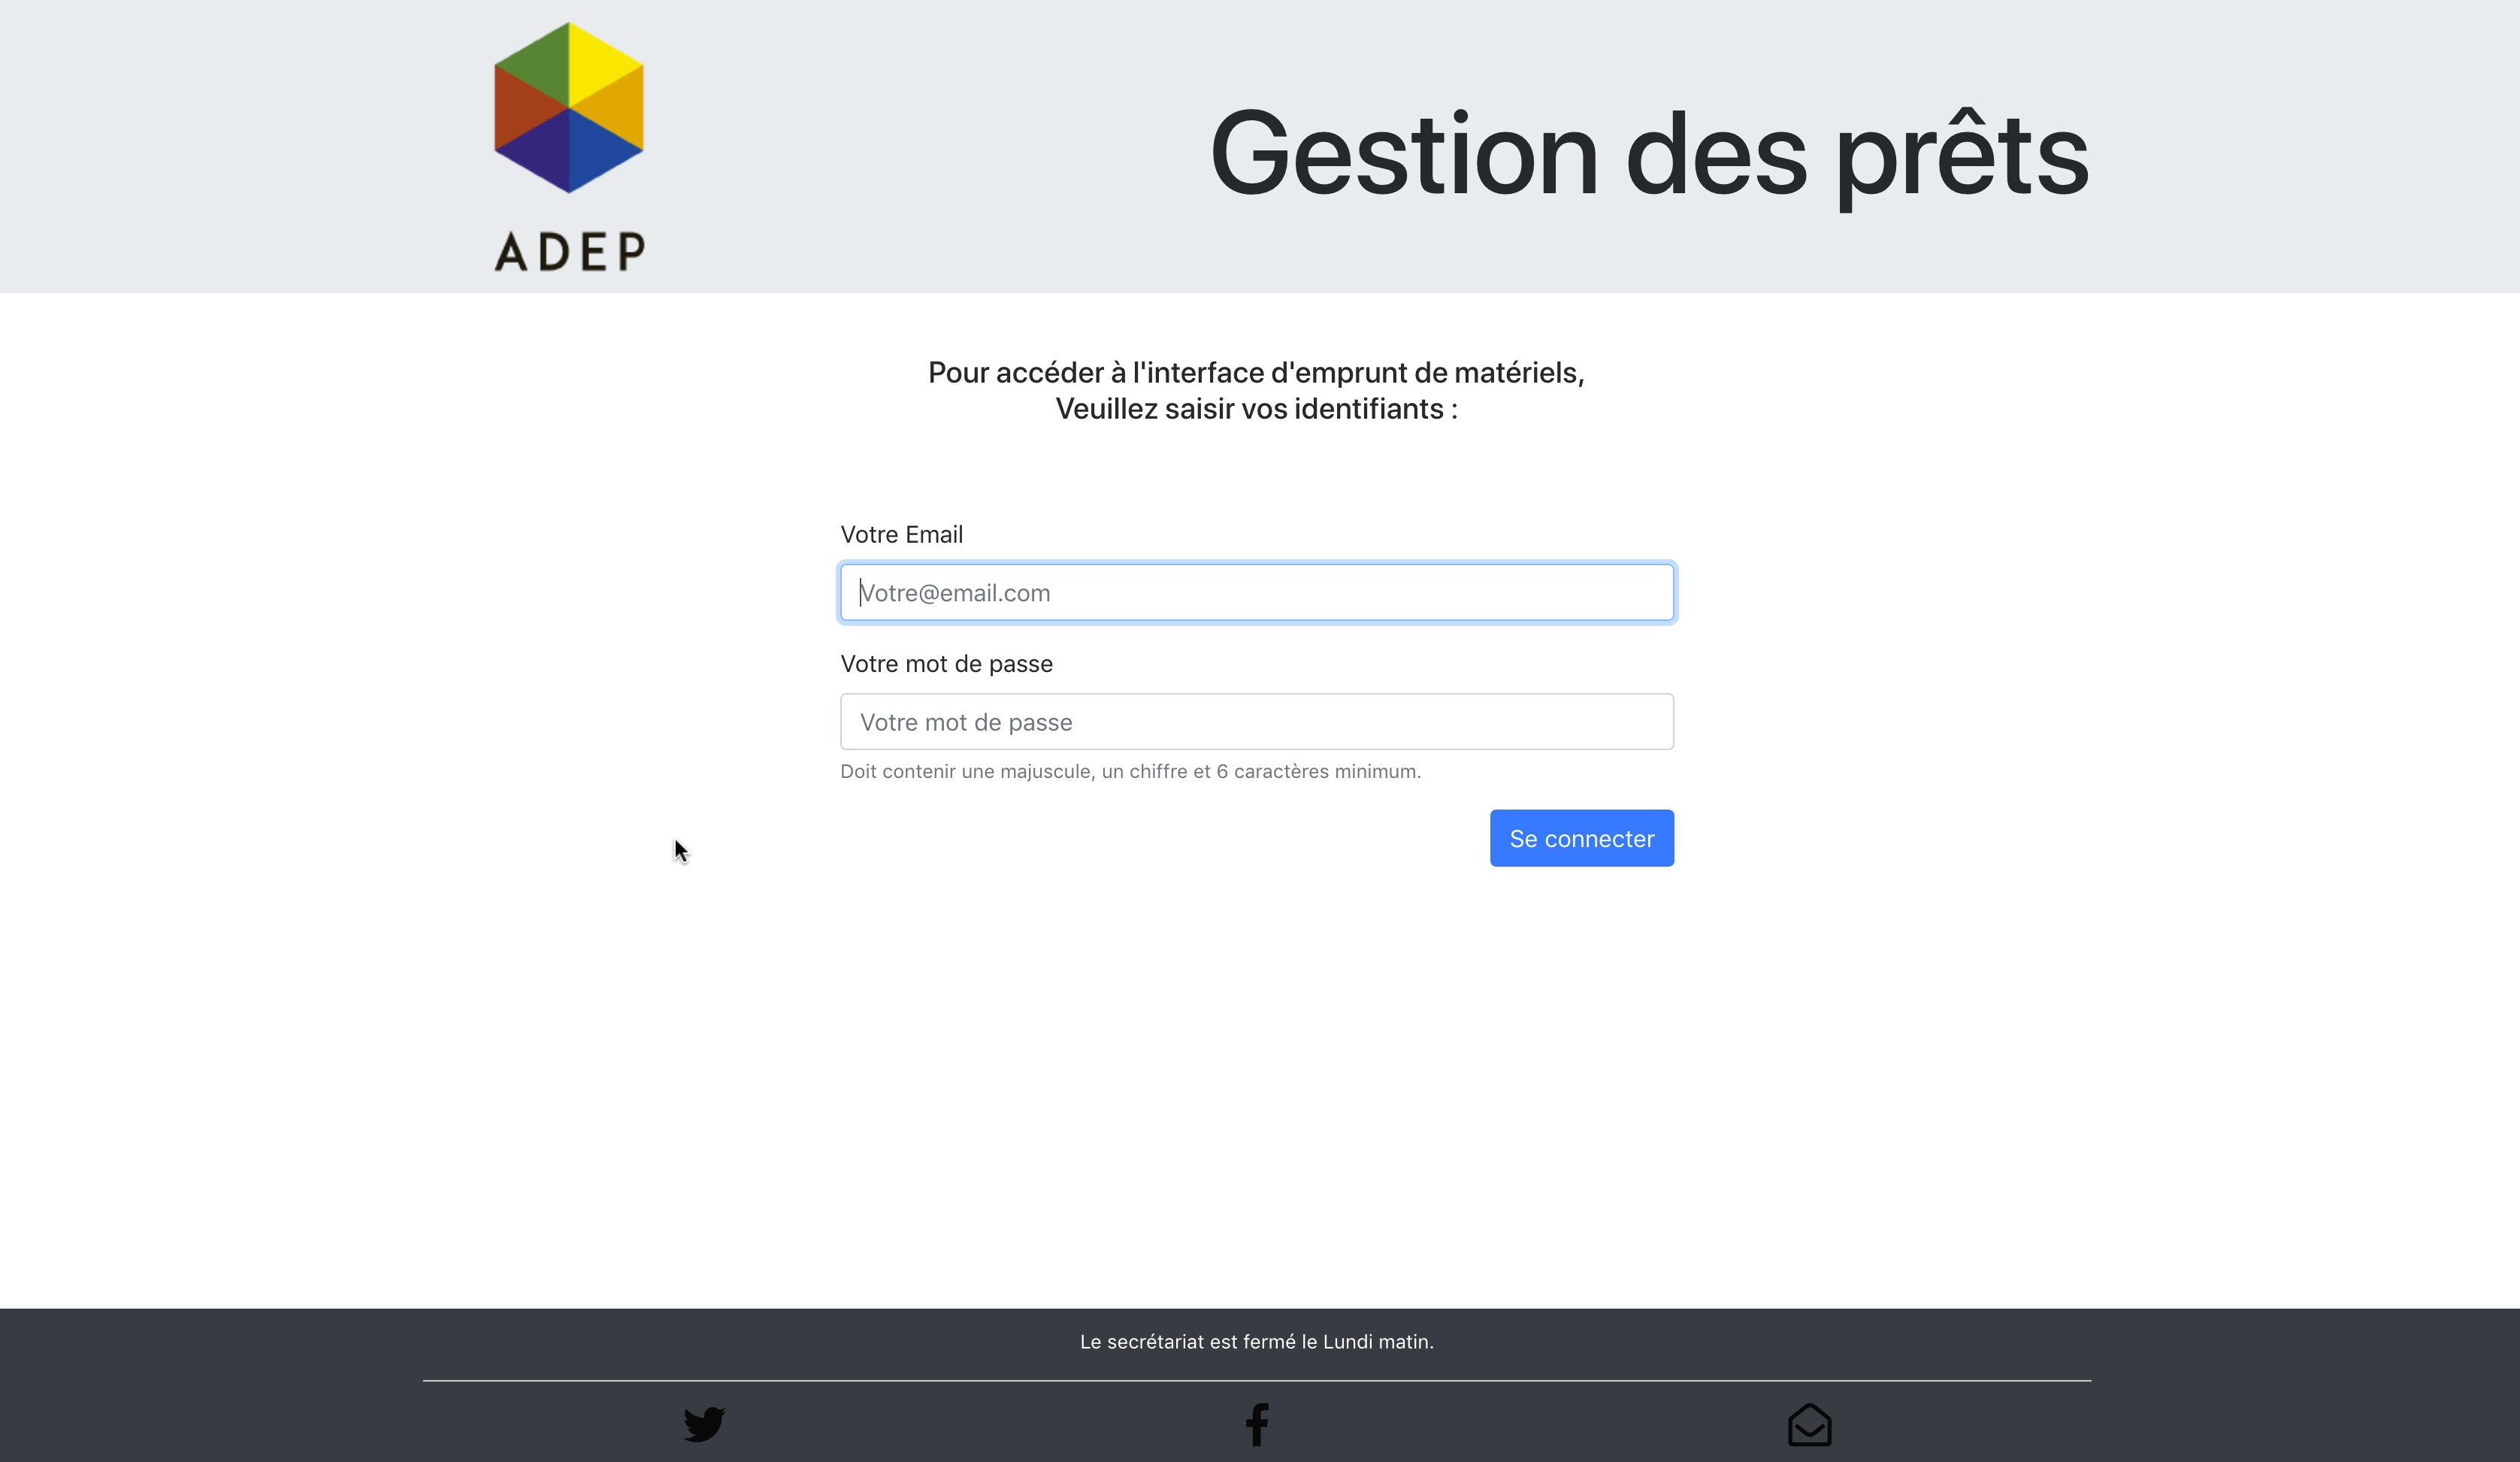 ADEP
Gestion des prêts
Pour accéder à l'interface d'emprunt de matériels,
Veuillez saisir vos identifiants :
Votre Email
Votre@email.com
Votre mot de passe
Votre mot de passe
Doit contenir une majuscule, un chiffre et 6 caractères minimum.
Se connecter
Le secrétariat est fermé le Lundi matin.